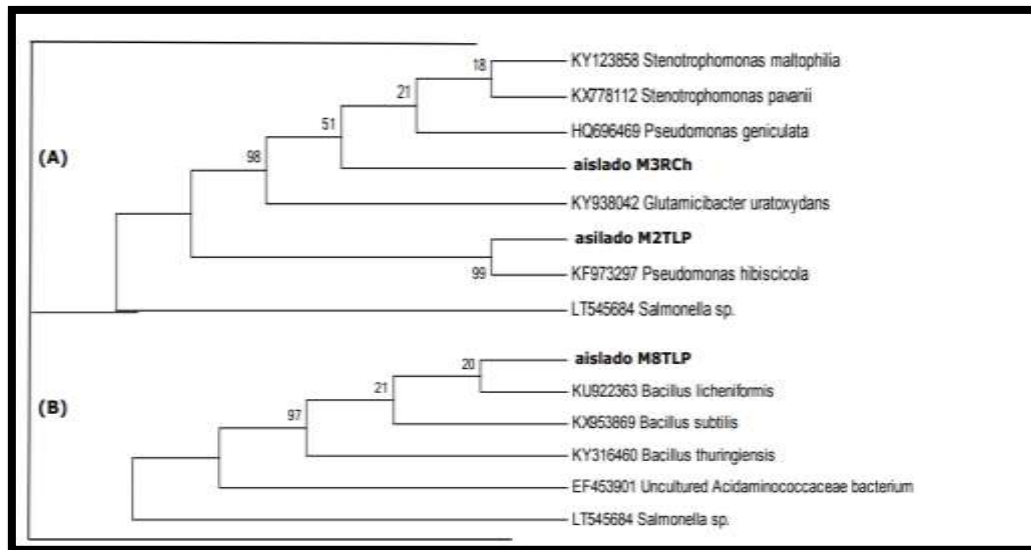 18
KY123858 Stenotrophomonas maltophilia
21
KX778112 Stenotrophomonas pavanii
51
HQ696469 Pseudomonas geniculata
(A)
98
aislado M3RCh
KY938042 Glutamicibacter uratoxydans
asilado M2TLP
99
KF973297 Pseudomonas hibiscicola
LT545684 Salmonella sp.
20
aislado M8TLP
21
KU922363 Bacillus licheniformis
(B)
97
KX953869 Bacillus subtilis
KY316460 Bacillus thuringiensis
EF453901 Uncultured Acidaminococcaceae bacterium
LT545684 Salmonella sp.